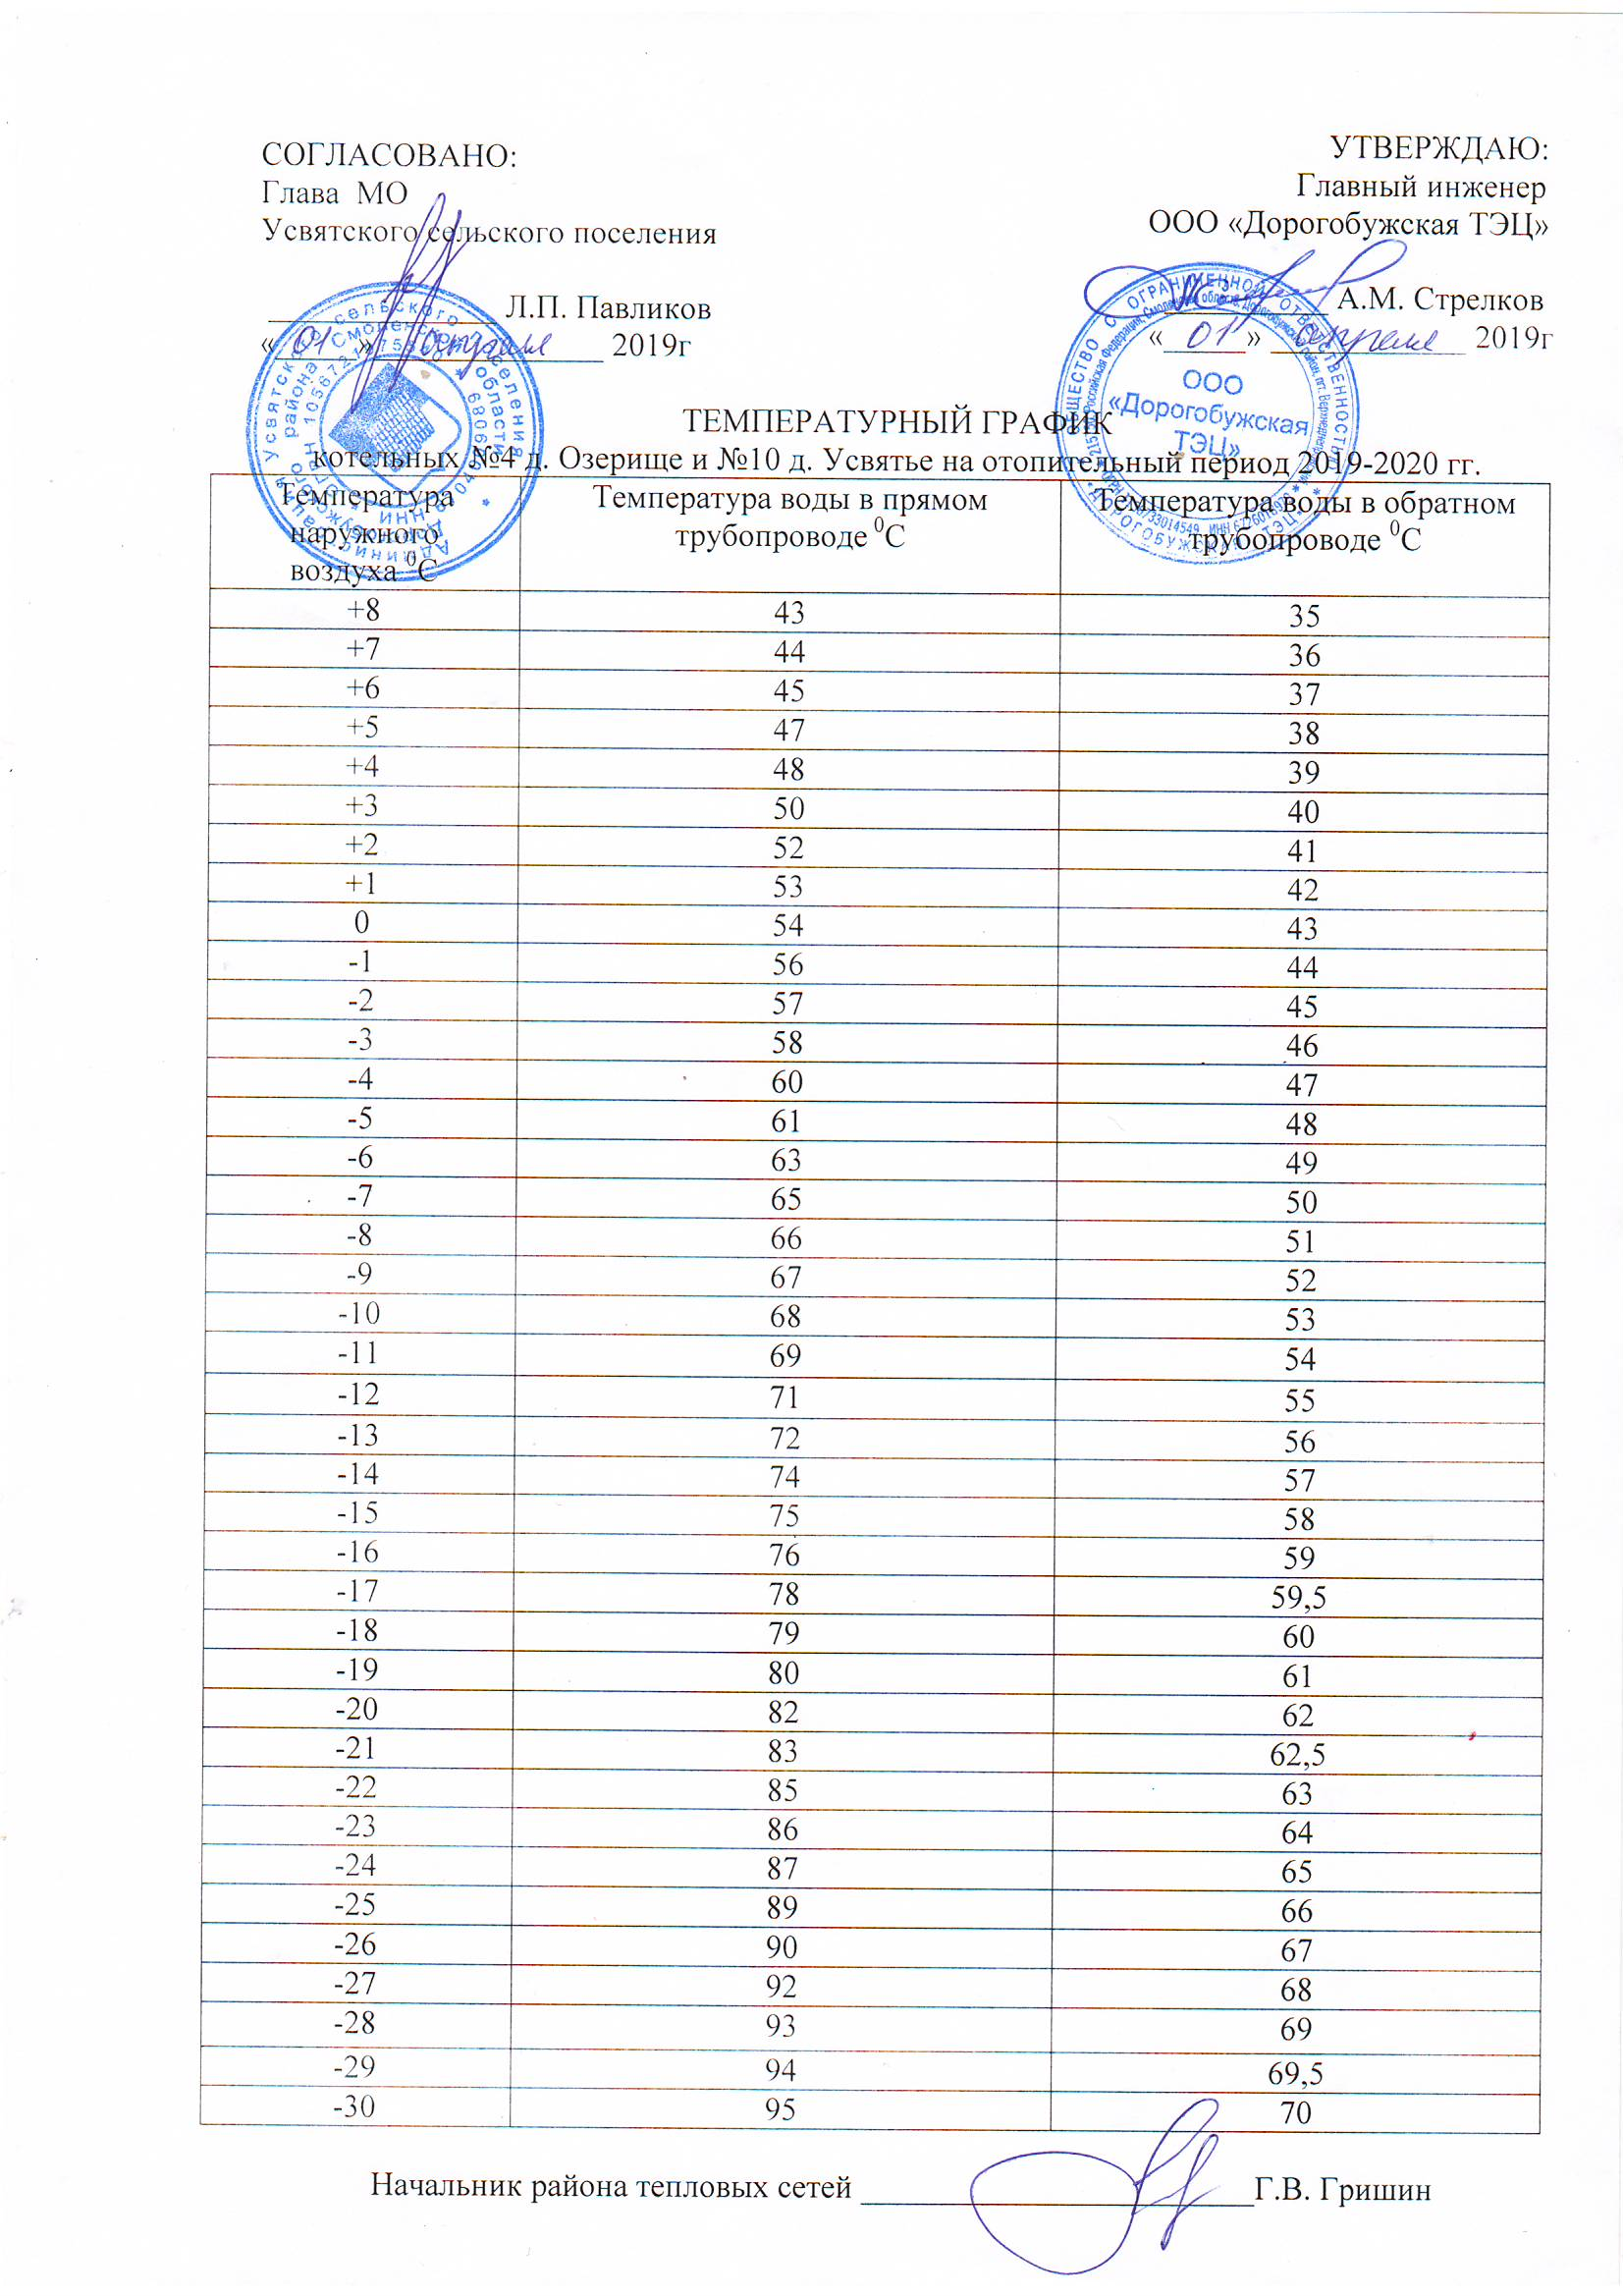 СОГЛАСОВАНО:
Глава МО
Усвятского сельского поселения
Л.П. Павликов
« 01 » 2019г
УТВЕРЖДАЮ:
Главный инженер
ООО «Дорогобужская ТЭЦ»
А.М. Стрелков
« 01 » 2019г
ООО
«Дорогобужская
ТЭЦ»
ТЕМПЕРАТУРНЫЙ ГРАФИК
котельных №4 д. Озерище и №10 д. Усвятье на отопительный период 2019-2020 гг.
Температура наружного воздуха ⁰С Температура воды в прямом трубопроводе ⁰С Температура воды в обратном трубопроводе ⁰С
+8 43 35
+7 44 36
+6 45 37
+5 47 38
+4 48 39
+3 50 40
+2 52 41
+1 53 42
0 54 43
-1 56 44
-2 57 45
-3 58 46
-4 60 47
-5 61 48
-6 63 49
-7 65 50
-8 66 51
-9 67 52
-10 68 53
-11 69 54
-12 71 55
-13 72 56
-14 74 57
-15 75 58
-16 76 59
-17 78 59,5
-18 79 60
-19 80 61
-20 82 62
-21 83 62,5
-22 85 63
-23 86 64
-24 87 65
-25 89 66
-26 90 67
-27 92 68
-28 93 69
-29 94 69,5
-30 95 70
Начальник района тепловых сетей Г.В. Гришин